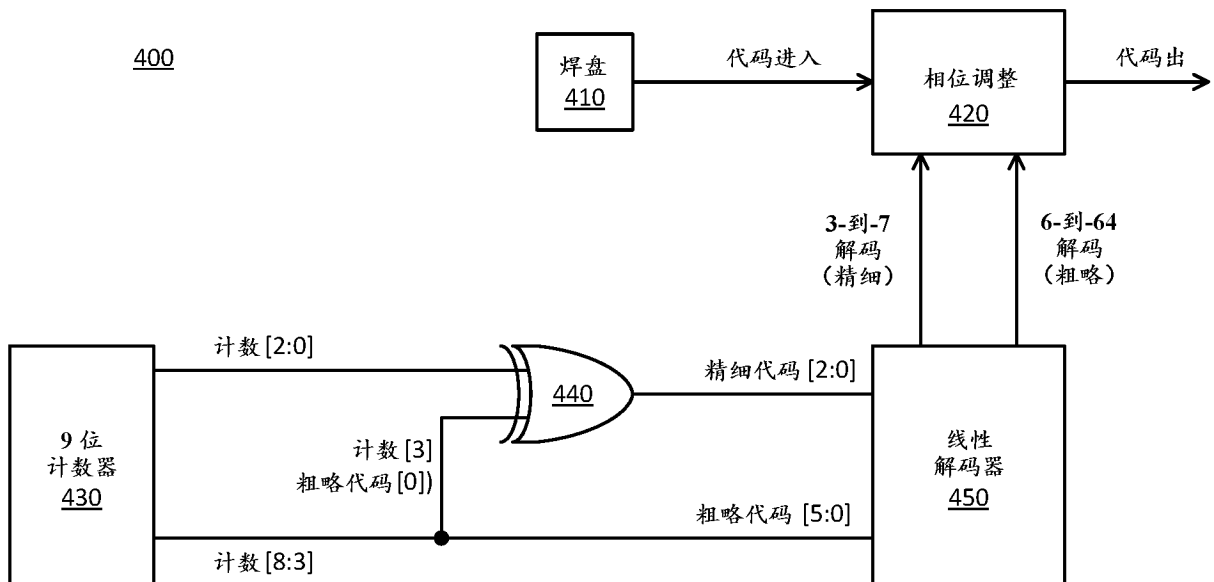 400
焊盘
410
代码进入
相位调整
420
代码出
3-到-7
解码
（精细）
6-到-64
解码
（粗略）
计数 [2:0]
440
精细代码 [2:0]
9 位
计数器
430
计数 [3]
粗略代码 [0])
线性
解码器
450
粗略代码 [5:0]
计数 [8:3]